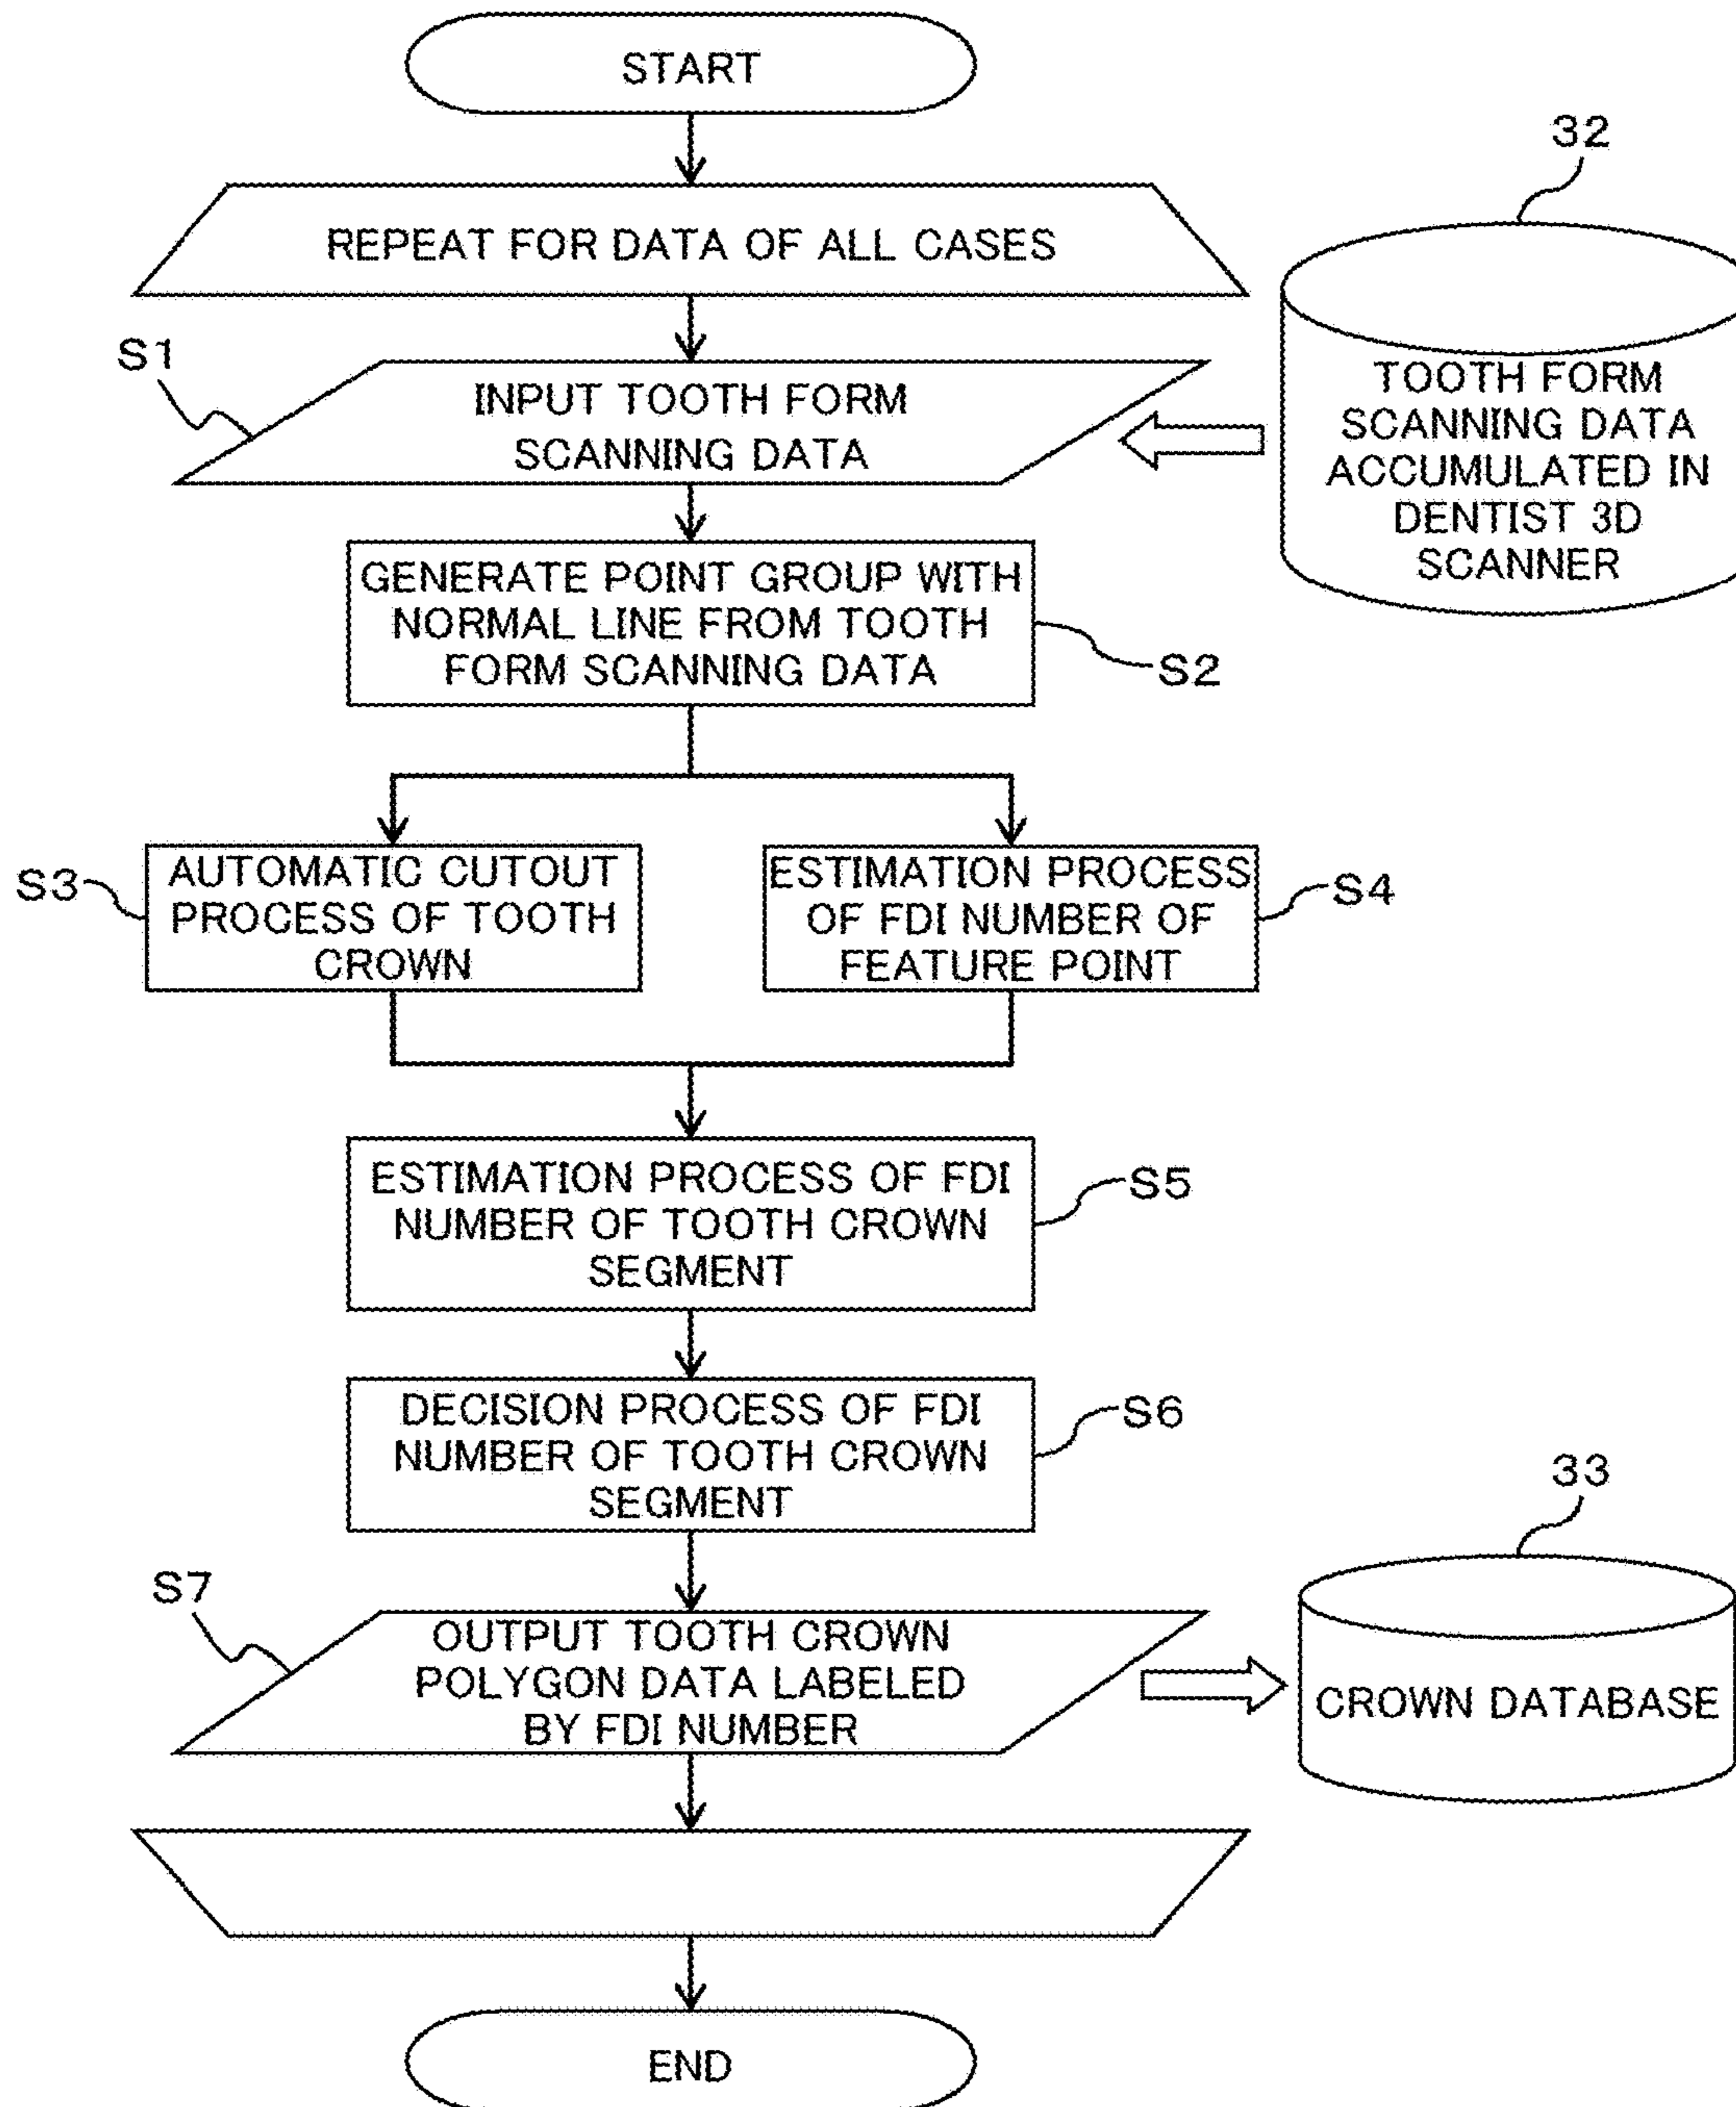 START
32
REPEAT FOR DATA OF ALL CASES
S1
INPUT TOOTH FORM
SCANNING DATA
TOOTH FORM
SCANNING DATA
ACCUMULATED IN
DENTIST 3D
SCANNER
GENERATE POINT GROUP WITH
NORMAL LINE FROM TOOTH
FORM SCANNING DATA
S2
S3
AUTOMATIC CUTOUT
PROCESS OF TOOTH
CROWN
ESTIMATION PROCESS
OF FDI NUMBER OF
FEATURE POINT
S4
ESTIMATION PROCESS OF FDI
NUMBER OF TOOTH CROWN
SEGMENT
S5
DECISION PROCESS OF FDI
NUMBER OF TOOTH CROWN
SEGMENT
S6
33
S7
OUTPUT TOOTH CROWN
POLYGON DATA LABELED
BY FDI NUMBER
CROWN DATABASE
END